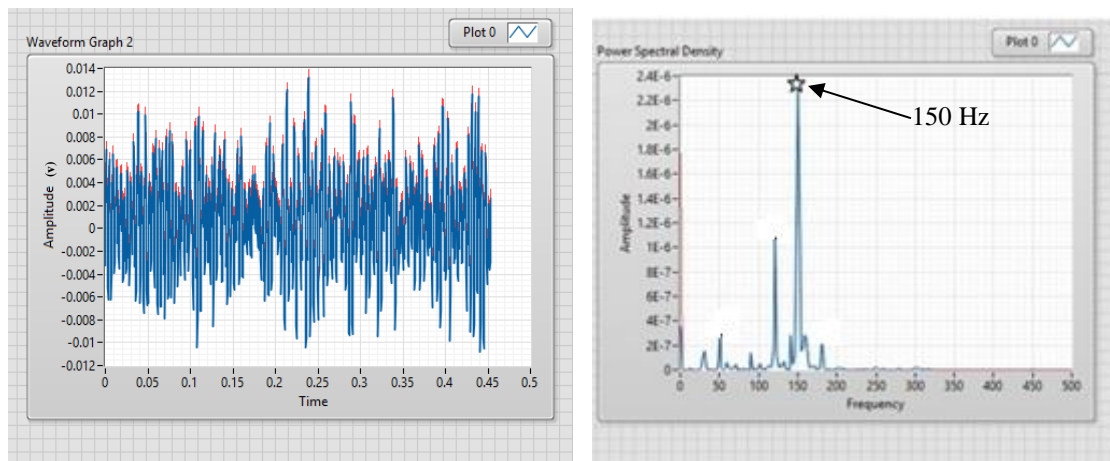 Plot 0
Waveform Graph 2
0.014
0.012
0.01
0.008
0.006
0.004
0.002
0
-0.002
-0.004
-0.006
-0.008
-0.01
-0.012
Amplitude (v)
0 0.05 0.1 0.15 0.2 0.25 0.3 0.35 0.4 0.45 0.5
Time
Plot 0
Power Spectral Density
2.4E-6
2.2E-6
2E-6
1.8E-6
1.6E-6
1.4E-6
1.2E-6
1E-6
8E-7
6E-7
4E-7
2E-7
0
Amplitude
150 Hz
0 50 100 150 200 250 300 350 400 450 500
Frequency